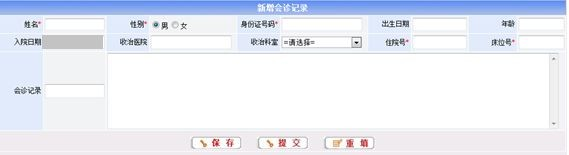 新增会诊记录
姓名* 性别* 男 女 身份证号码* 出生日期 年龄
入院日期 收治医院 收治科室 =请选择= 住院号* 床位号*
会诊记录
保存 提交 重填